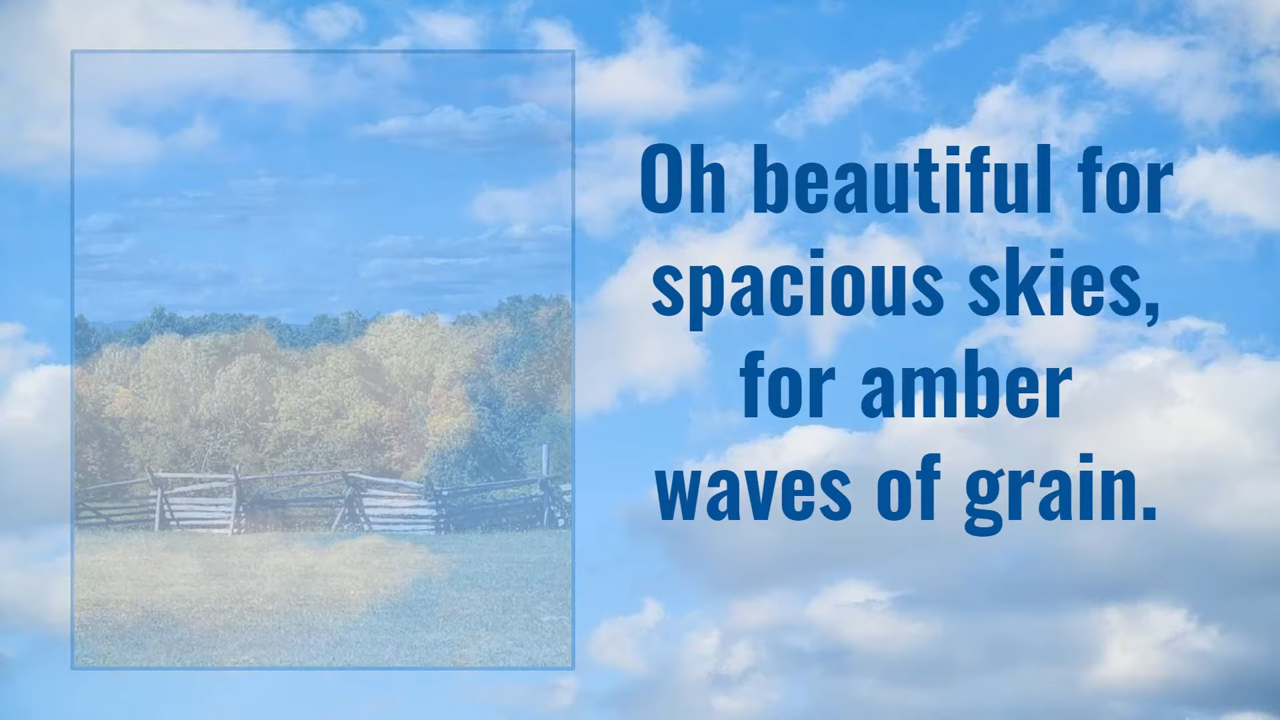 Oh beautiful for
spacious skies,
for amber
waves of grain.